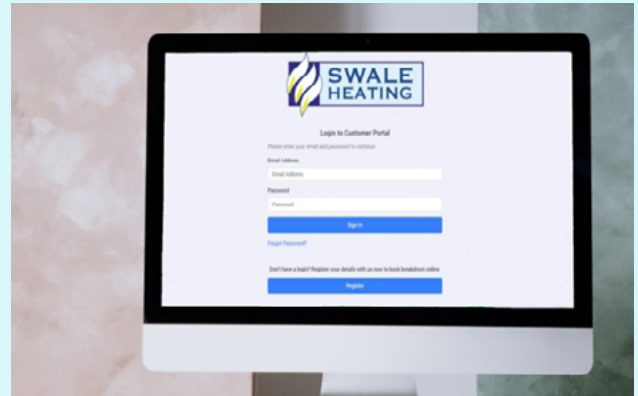 SWALE
HEATING
Login to Customer Portal
Please enter your email and password to continue
Email Address
Email Address
Password
Password
Sign In
Forgot Password?
Don't have a login? Register your details with us now to book breakdown online
Register